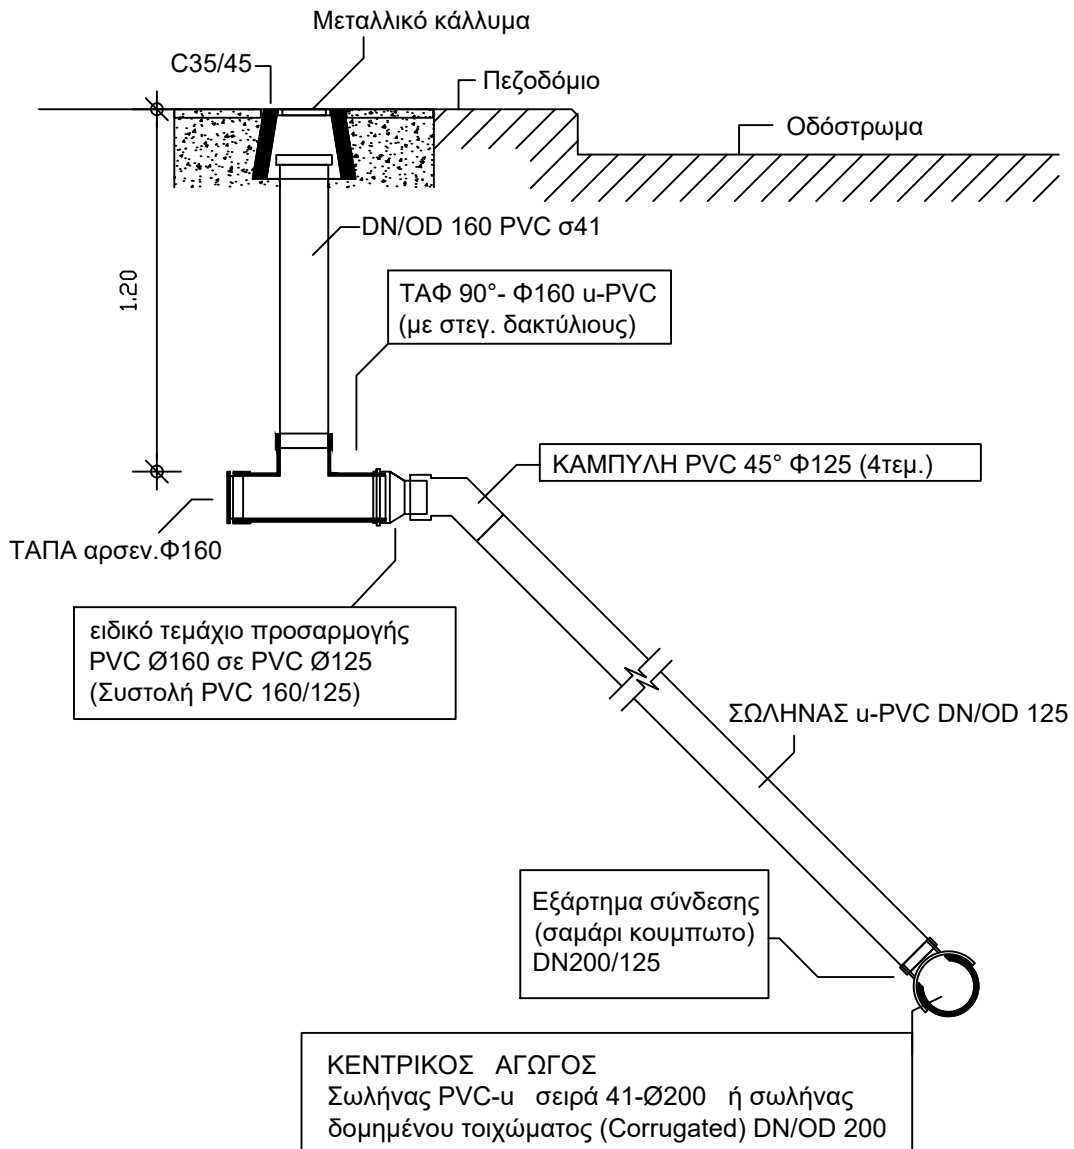 Μεταλλικό κάλλυμα
C35/45
Πεζοδόμιο
Οδόστρωμα
DN/OD 160 PVC σ41
1.20
ΤΑΦ 90°- Φ160 u-PVC
(με στεγ. δακτύλιους)
ΚΑΜΠΥΛΗ PVC 45° Φ125 (4τεμ.)
ΤΑΠΑ αρσεν.Φ160
ειδικό τεμάχιο προσαρμογής
PVC Ø160 σε PVC Ø125
(Συστολή PVC 160/125)
ΣΩΛΗΝΑΣ u-PVC DN/OD 125
Εξάρτημα σύνδεσης
(σαμάρι κουμπωτο)
DN200/125
ΚΕΝΤΡΙΚΟΣ ΑΓΩΓΟΣ
Σωλήνας PVC-u σειρά 41-Ø200 ή σωλήνας
δομημένου τοιχώματος (Corrugated) DN/OD 200